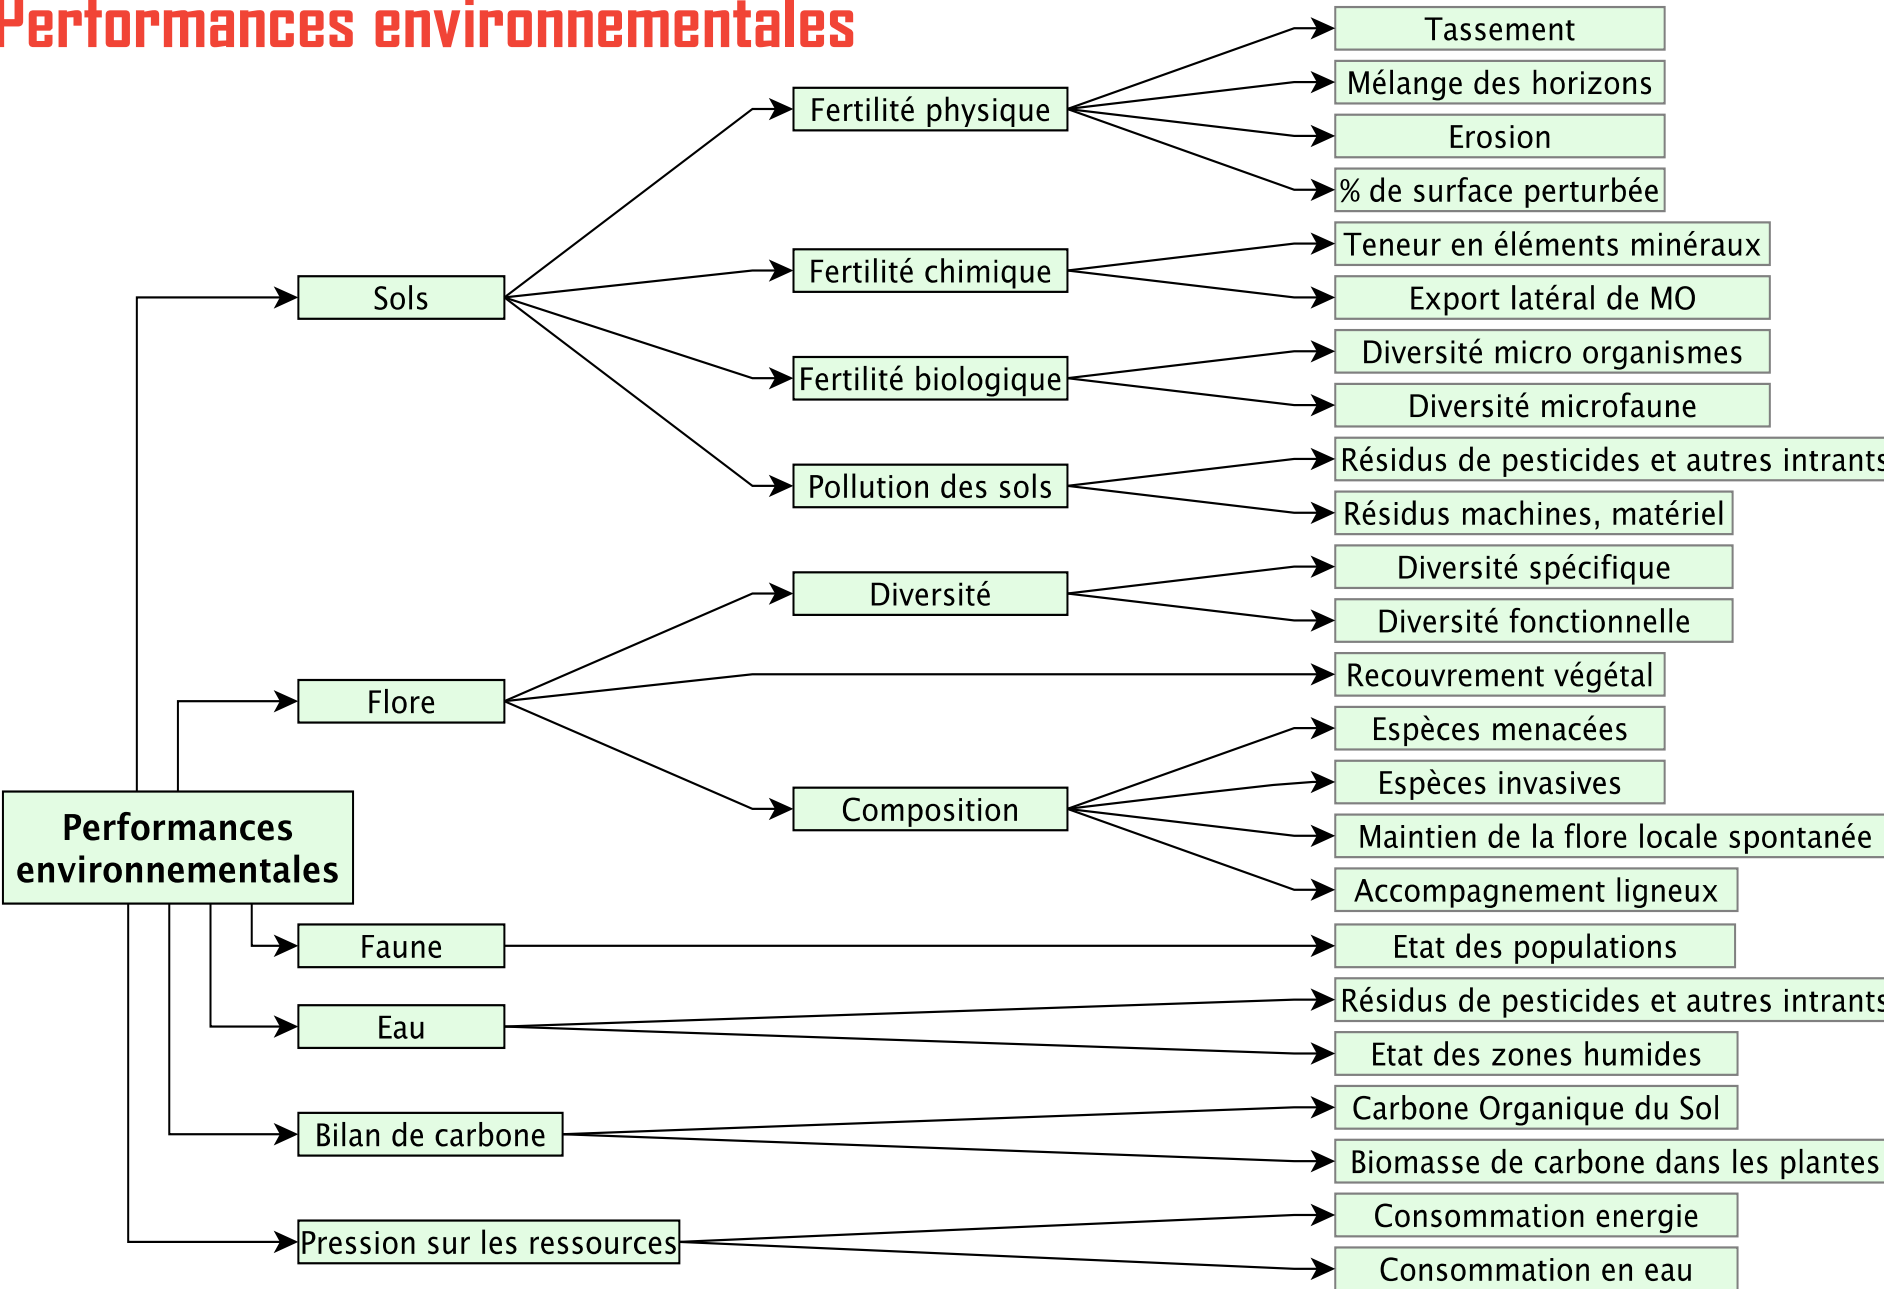 Performances environnementales
Tassement
Mélange des horizons
Fertilité physique
Erosion
% de surface perturbée
Teneur en éléments minéraux
Fertilité chimique
Sols
Export latéral de MO
Diversité micro organismes
Fertilité biologique
Diversité microfaune
Résidus de pesticides et autres intrants
Pollution des sols
Résidus machines, matériel
Diversité spécifique
Diversité
Diversité fonctionnelle
Recouvrement végétal
Flore
Espèces menacées
Espèces invasives
Composition
Performances
environnementales
Maintien de la flore locale spontanée
Accompagnement ligneux
Faune
Etat des populations
Résidus de pesticides et autres intrants
Eau
Etat des zones humides
Carbone Organique du Sol
Bilan de carbone
Biomasse de carbone dans les plantes
Consommation energie
Pression sur les ressources
Consommation en eau